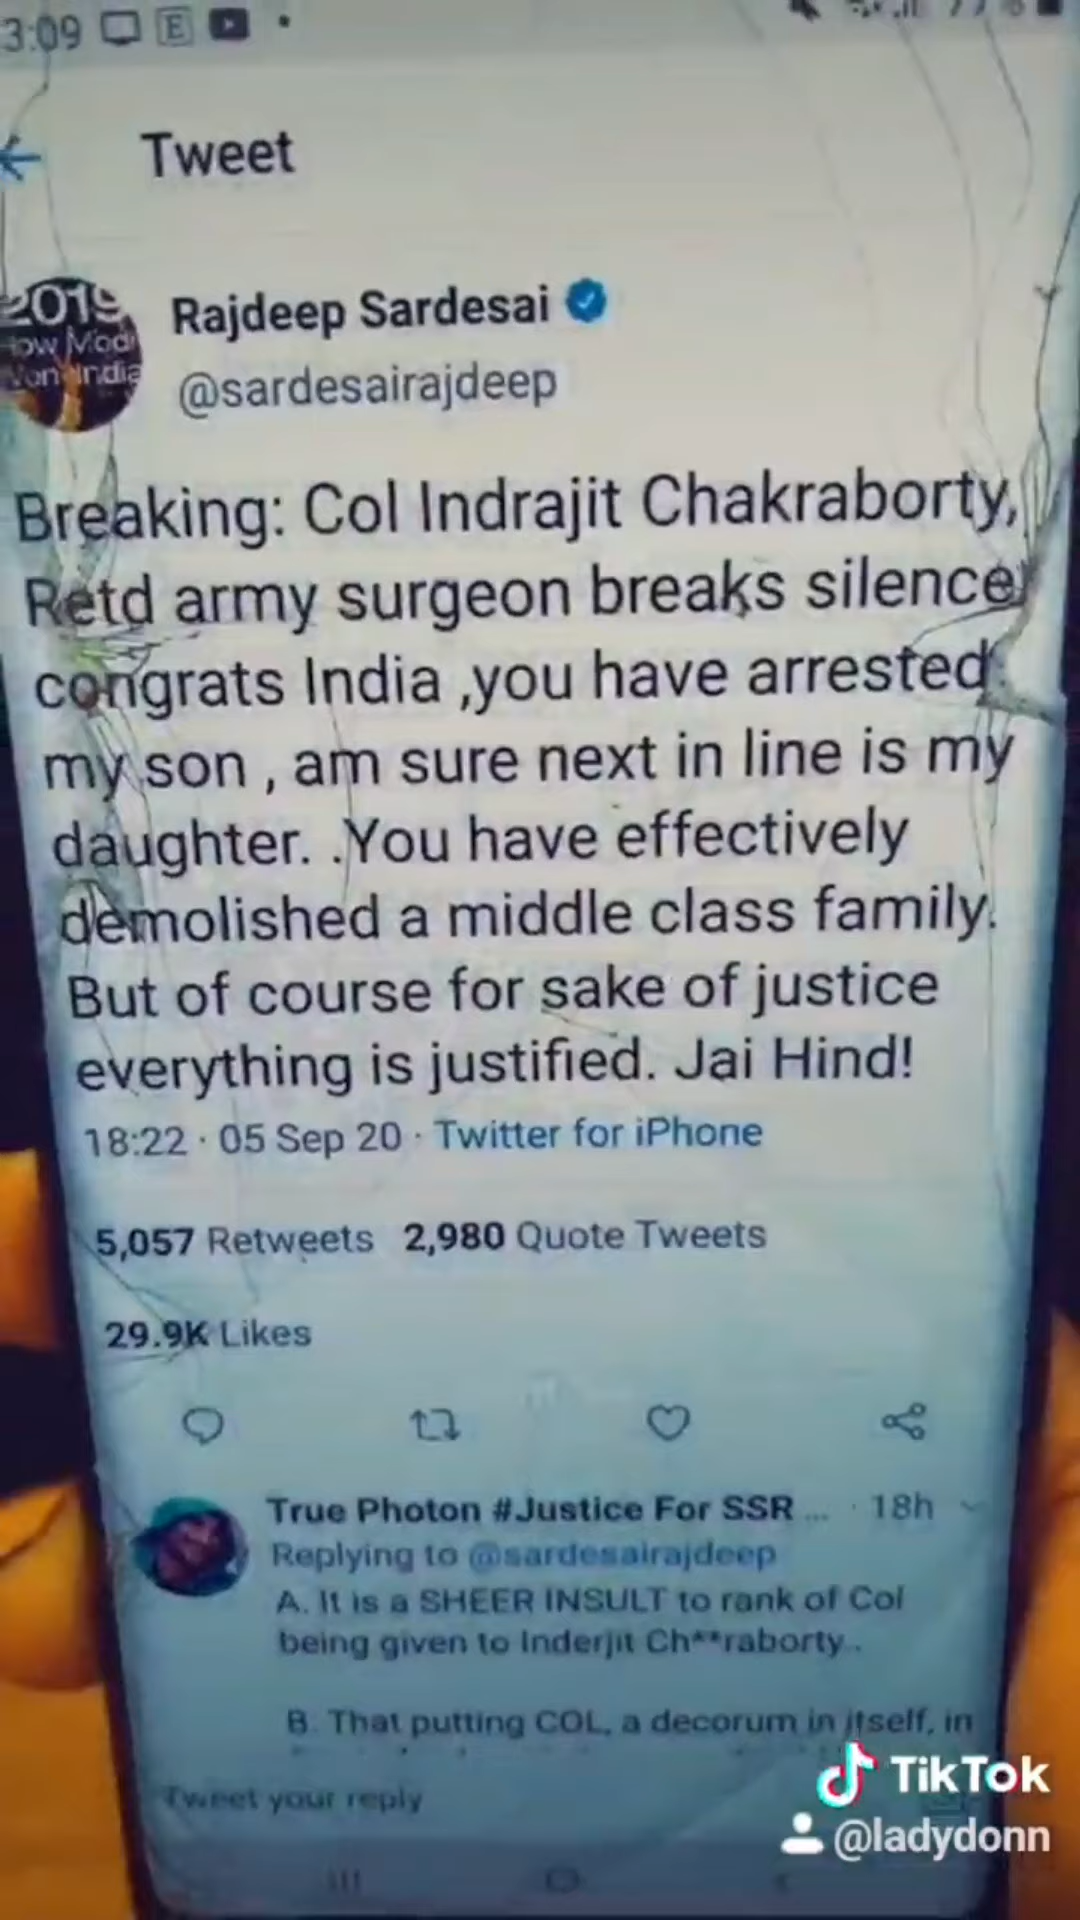 3:09
Tweet
2019
How Modi
Won India
Rajdeep Sardesai
@sardesairajdeep
Breaking: Col Indrajit Chakraborty,
Retd army surgeon breaks silence
congrats India ,you have arrested
my son , am sure next in line is my
daughter. .You have effectively
demolished a middle class family.
But of course for sake of justice
everything is justified. Jai Hind!
18:22 · 05 Sep 20 · Twitter for iPhone
5,057 Retweets 2,980 Quote Tweets
29.9K Likes
True Photon #Justice For SSR ... · 18h
Replying to @sardesairajdeep
A. It is a SHEER INSULT to rank of Col
being given to Inderjit Ch**raborty..
B. That putting COL, a decorum in itself, in
Tweet your reply
TikTok
@ladydonn